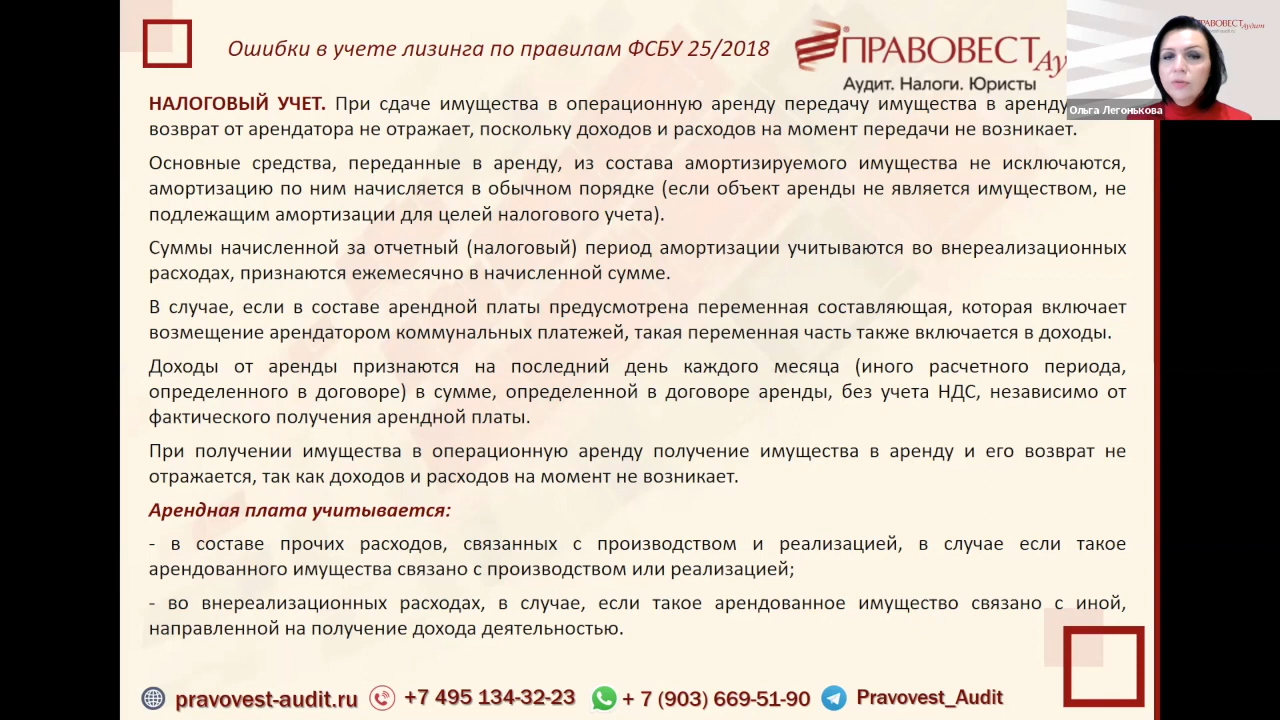 Ошибки в учете лизинга по правилам ФСБУ 25/2018
ПРАВОВЕСТ
Аудит. Налоги. Юристы
Ольга Легонькова
НАЛОГОВЫЙ УЧЕТ. При сдаче имущества в операционную аренду передачу имущества в аренду
возврат от арендатора не отражает, поскольку доходов и расходов на момент передачи не возникает.
Основные средства, переданные в аренду, из состава амортизируемого имущества не исключаются,
амортизацию по ним начисляется в обычном порядке (если объект аренды не является имуществом, не
подлежащим амортизации для целей налогового учета).
Суммы начисленной за отчетный (налоговый) период амортизации учитываются во внереализационных
расходах, признаются ежемесячно в начисленной сумме.
В случае, если в составе арендной платы предусмотрена переменная составляющая, которая включает
возмещение арендатором коммунальных платежей, такая переменная часть также включается в доходы.
Доходы от аренды признаются на последний день каждого месяца (иного расчетного периода,
определенного в договоре) в сумме, определенной в договоре аренды, без учета НДС, независимо от
фактического получения арендной платы.
При получении имущества в операционную аренду получение имущества в аренду и его возврат не
отражается, так как доходов и расходов на момент не возникает.
Арендная плата учитывается:
- в составе прочих расходов, связанных с производством и реализацией, в случае если такое
арендованного имущества связано с производством или реализацией;
- во внереализационных расходах, в случае, если такое арендованное имущество связано с иной,
направленной на получение дохода деятельностью.
pravovest-audit.ru +7 495 134-32-23 + 7 (903) 669-51-90 Pravovest_Audit